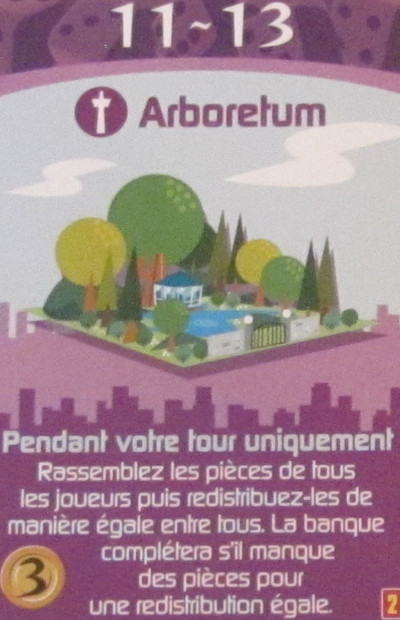 11~13
Arboretum
Pendant votre tour uniquement
Rassemblez les pièces de tous
les joueurs puis redistribuez-les de
manière égale entre tous. La banque
complétera s'il manque
des pièces pour
une redistribution égale.
3
2